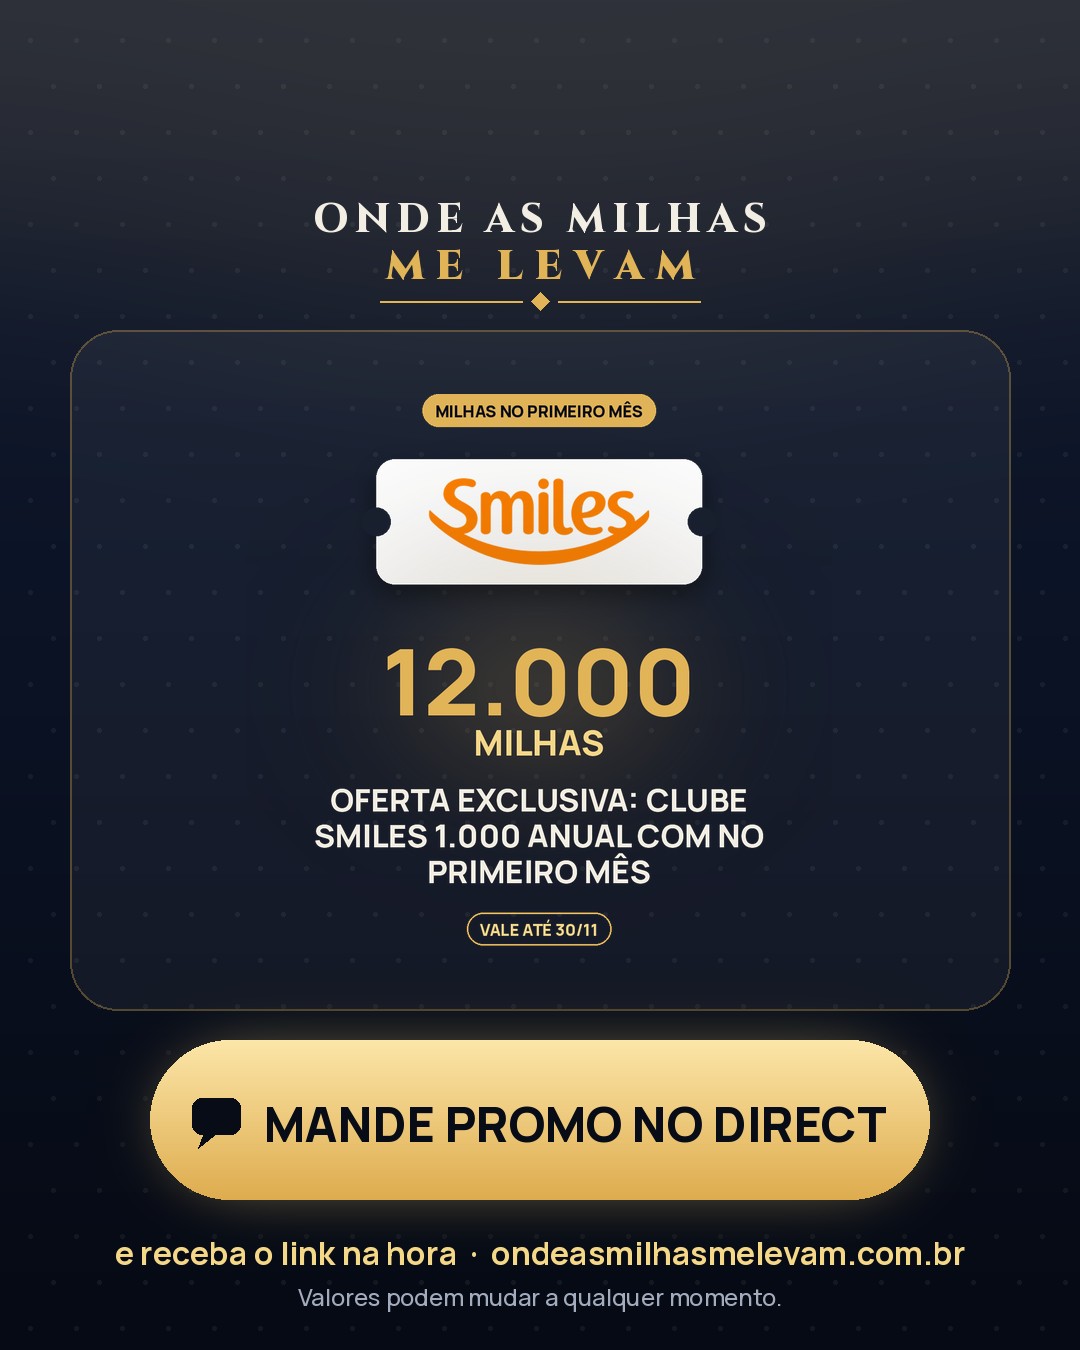 ONDE AS MILHAS
ME LEVAM
MILHAS NO PRIMEIRO MÊS
Smiles
12.000
MILHAS
OFERTA EXCLUSIVA: CLUBE
SMILES 1.000 ANUAL COM NO
PRIMEIRO MÊS
VALE ATÉ 30/11
MANDE PROMO NO DIRECT
e receba o link na hora · ondeasmilhasmelevam.com.br
Valores podem mudar a qualquer momento.